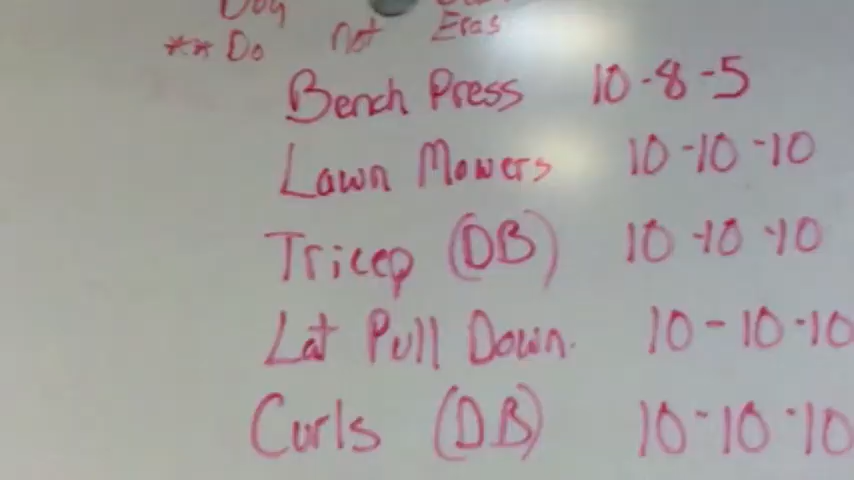 ** Do not Eras
Bench Press 10-8-5
Lawn Mowers 10-10-10
Tricep (DB) 10-10-10
Lat Pull Down. 10-10-10
Curls (DB) 10-10-10